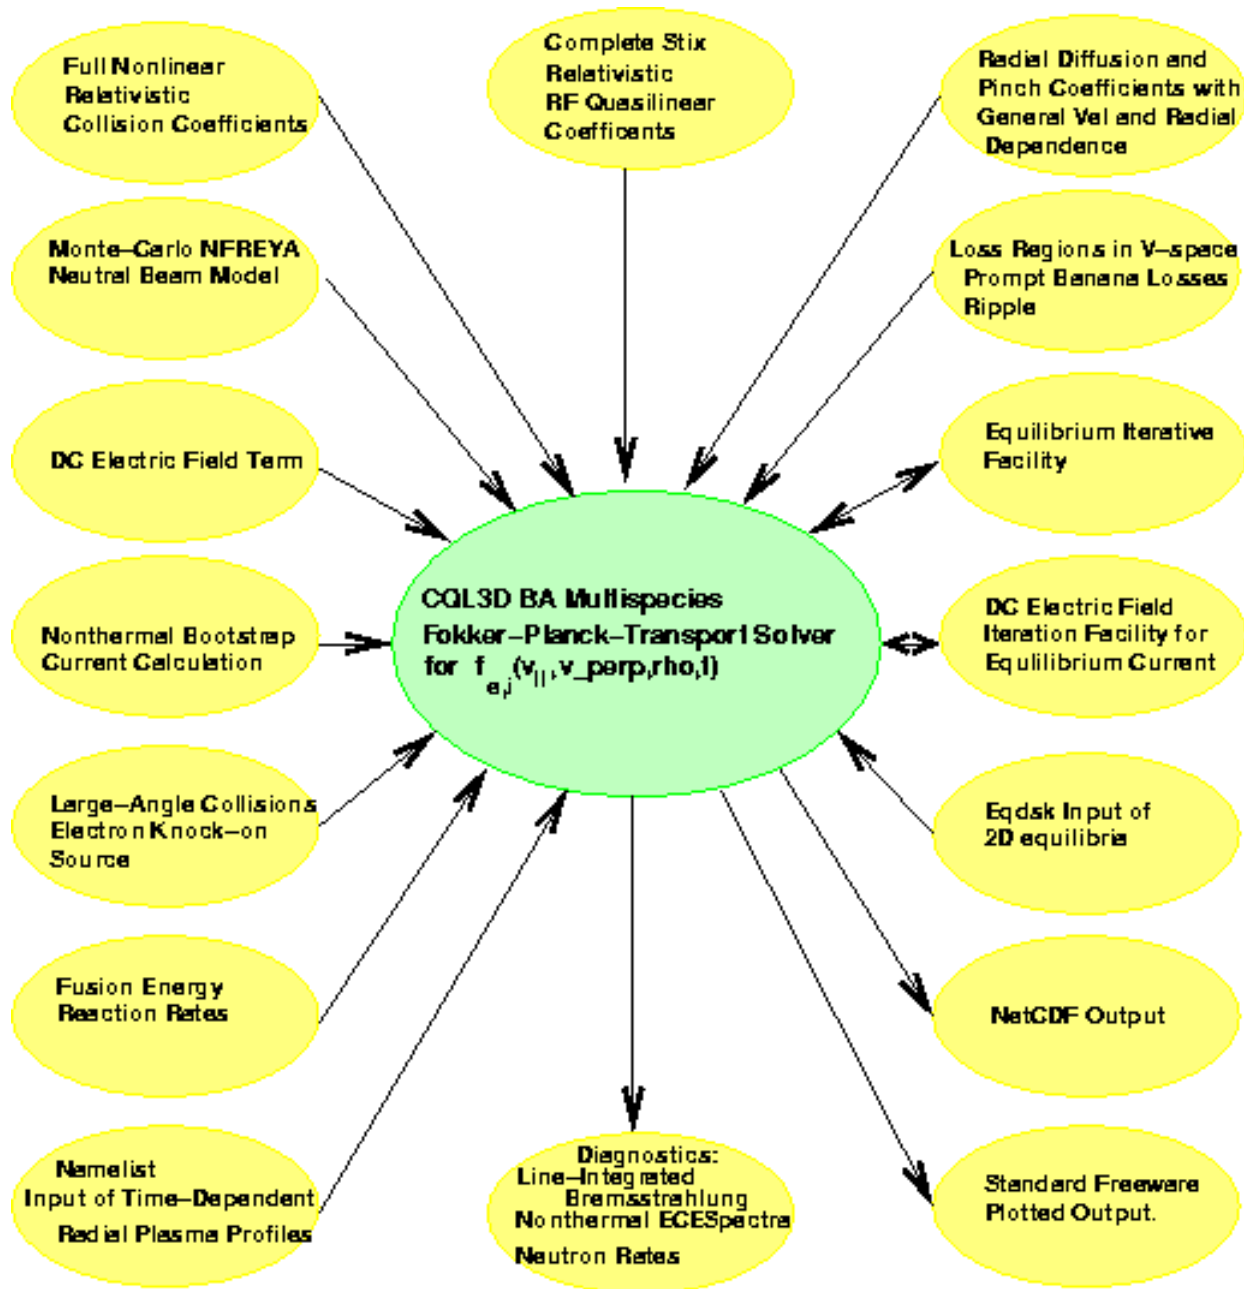 Full Nonlinear
Relativistic
Collision Coefficients
Complete Stix
Relativistic
RF Quasilinear
Coefficents
Radial Diffusion and
Pinch Coefficients with
General Vel and Radial
Dependence
Monte-Carlo NFREYA
Neutral Beam Model
Loss Regions in V-space
Prompt Banana Losses
Ripple
DC Electric Field Term
Equilibrium Iterative
Facility
CQL3D BA Multispecies
Fokker-Planck-Transport Solver
for f_e,i(v_||,v_perp,rho,t)
Nonthermal Bootstrap
Current Calculation
DC Electric Field
Iteration Facility for
Equlilibrium Current
Large-Angle Collisions
Electron Knock-on
Source
Eqdsk Input of
2D equilibria
Fusion Energy
Reaction Rates
NetCDF Output
Namelist
Input of Time-Dependent
Radial Plasma Profiles
Diagnostics:
Line-Integrated
Bremsstrahlung
Nonthermal ECESpectra
Neutron Rates
Standard Freeware
Plotted Output.